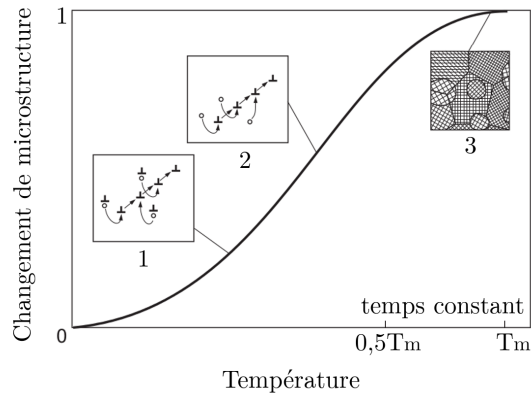 1
Changement de microstructure
2
3
1
temps constant
0
0,5Tm
Tm
Température